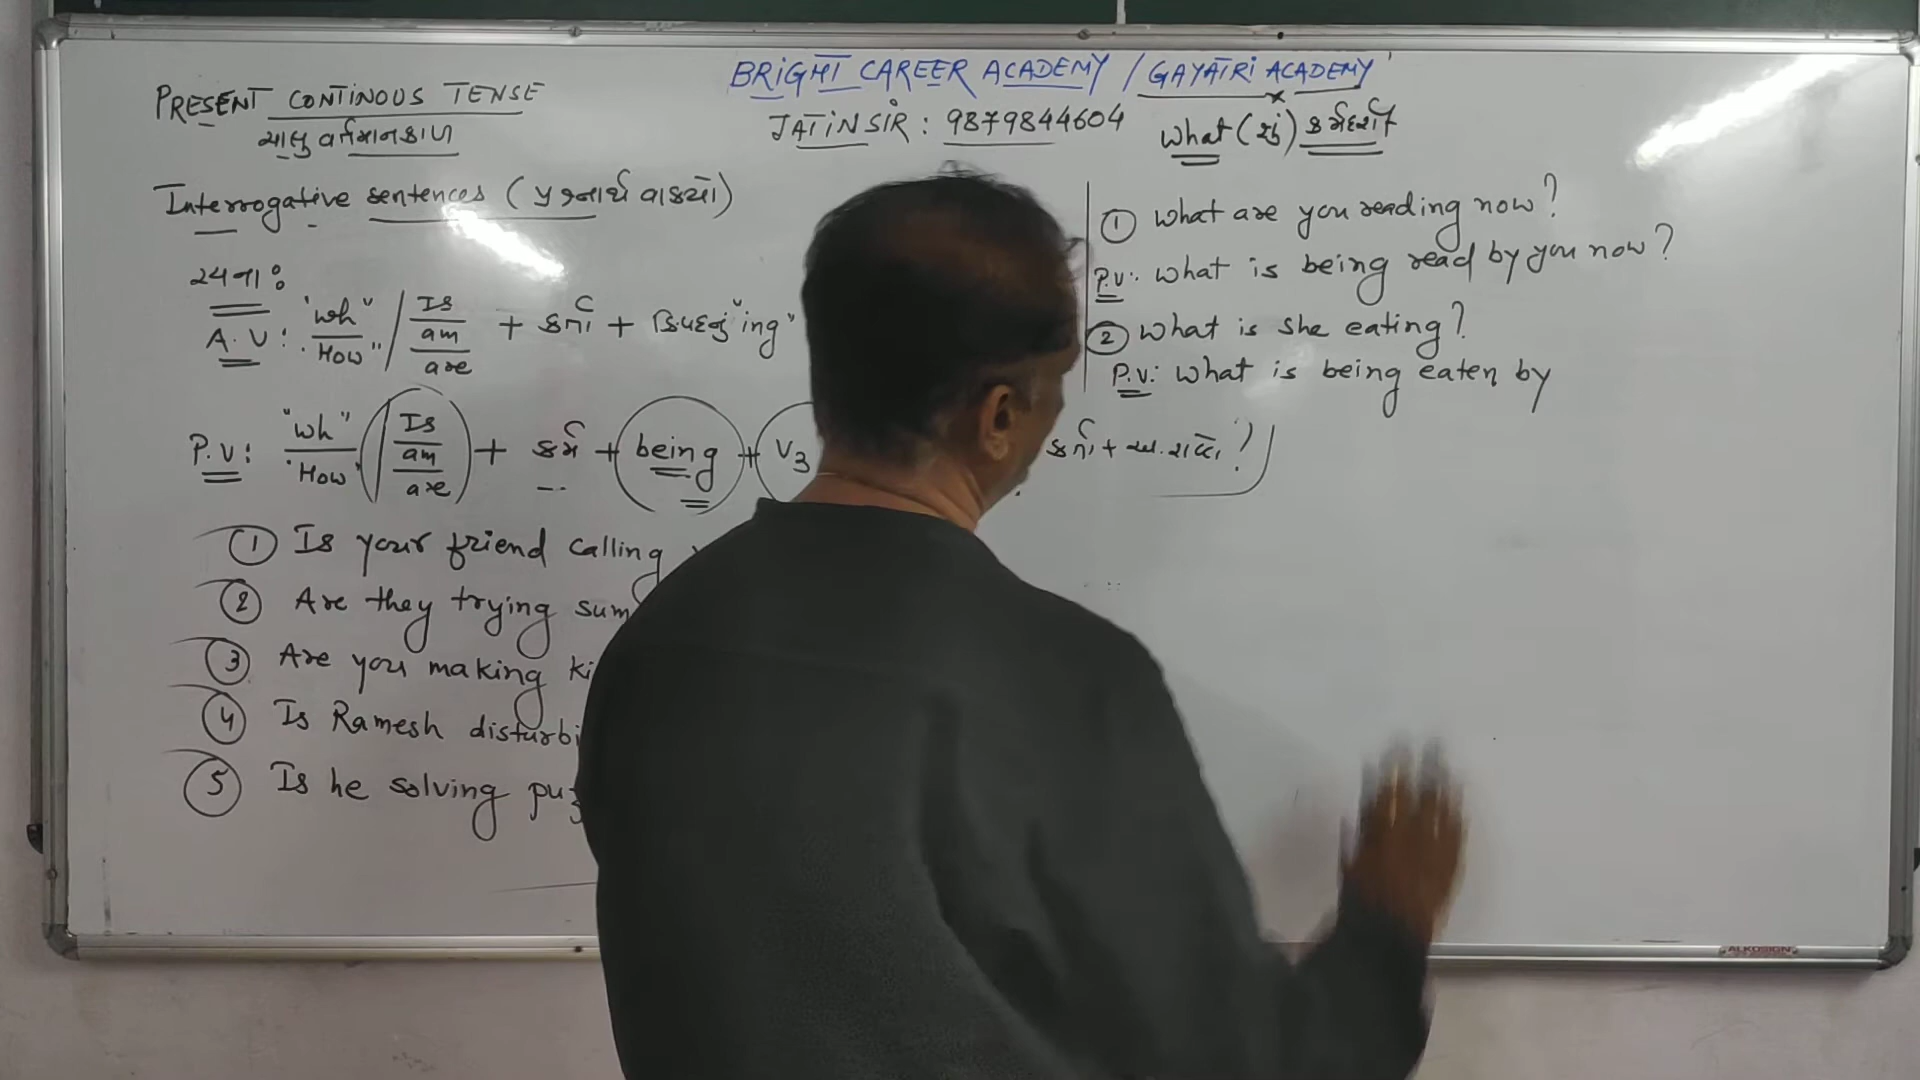 BRIGHT CAREER ACADEMY / GAYATRI ACADEMY
PRESENT CONTINOUS TENSE
ચાલુ વર્તમાનકાળ
JATIN SIR : 9879844604
what (શું) કર્મદર્શક
Interrogative sentences (પ્રશ્નાર્થ વાક્યો)
રચના :
A.V : "wh" / "How" / Is am are + કર્તા + ક્રિયાપદનું "ing"
P.V : "wh" / "How" / Is am are + કર્મ + being + V3
કર્તા + ?
① Is your friend calling
② Are they trying sum
③ Are you making
④ Is Ramesh
⑤ Is he solving
① What are you reading now?
P.V:. What is being read by you now?
② What is she eating?
P.V.: What is being eaten by
ALKOSIGN